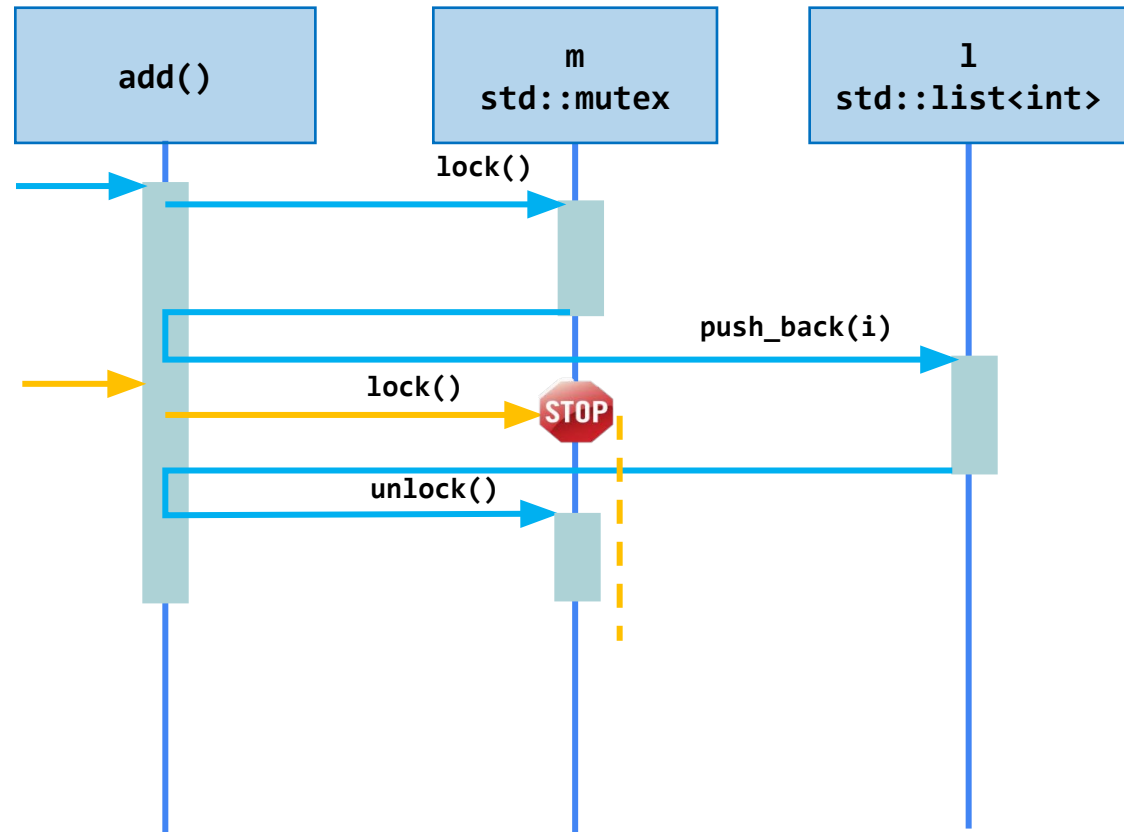 add()
m
std::mutex
l
std::list<int>
lock()
push_back(i)
lock()
STOP
unlock()